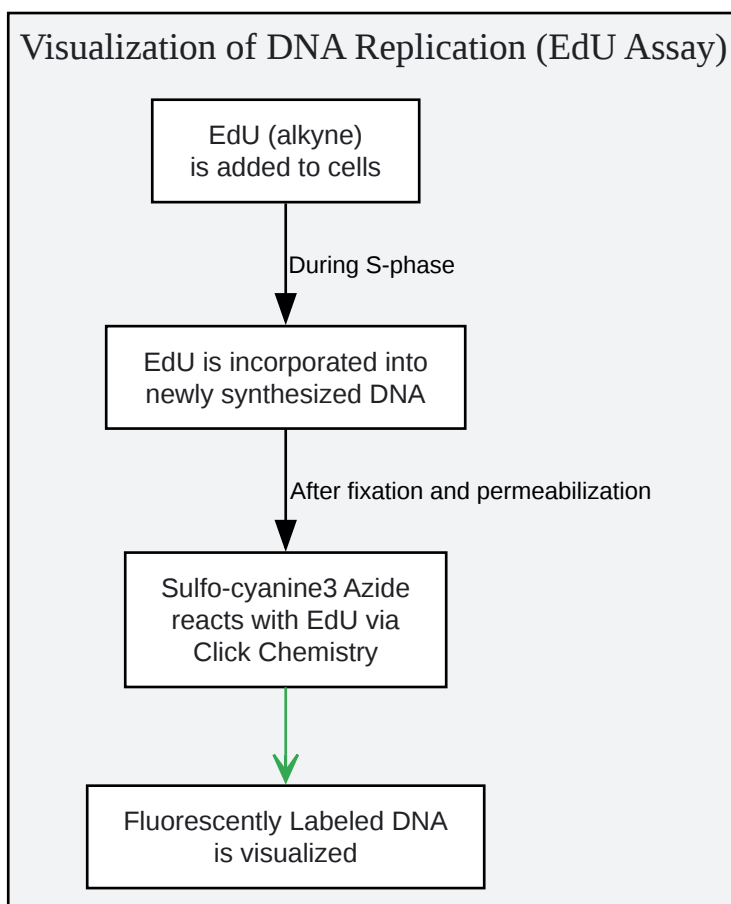 Visualization of DNA Replication (EdU Assay)
EdU (alkyne)
is added to cells
During S-phase
EdU is incorporated into
newly synthesized DNA
After fixation and permeabilization
Sulfo-cyanine3 Azide
reacts with EdU via
Click Chemistry
Fluorescently Labeled DNA
is visualized